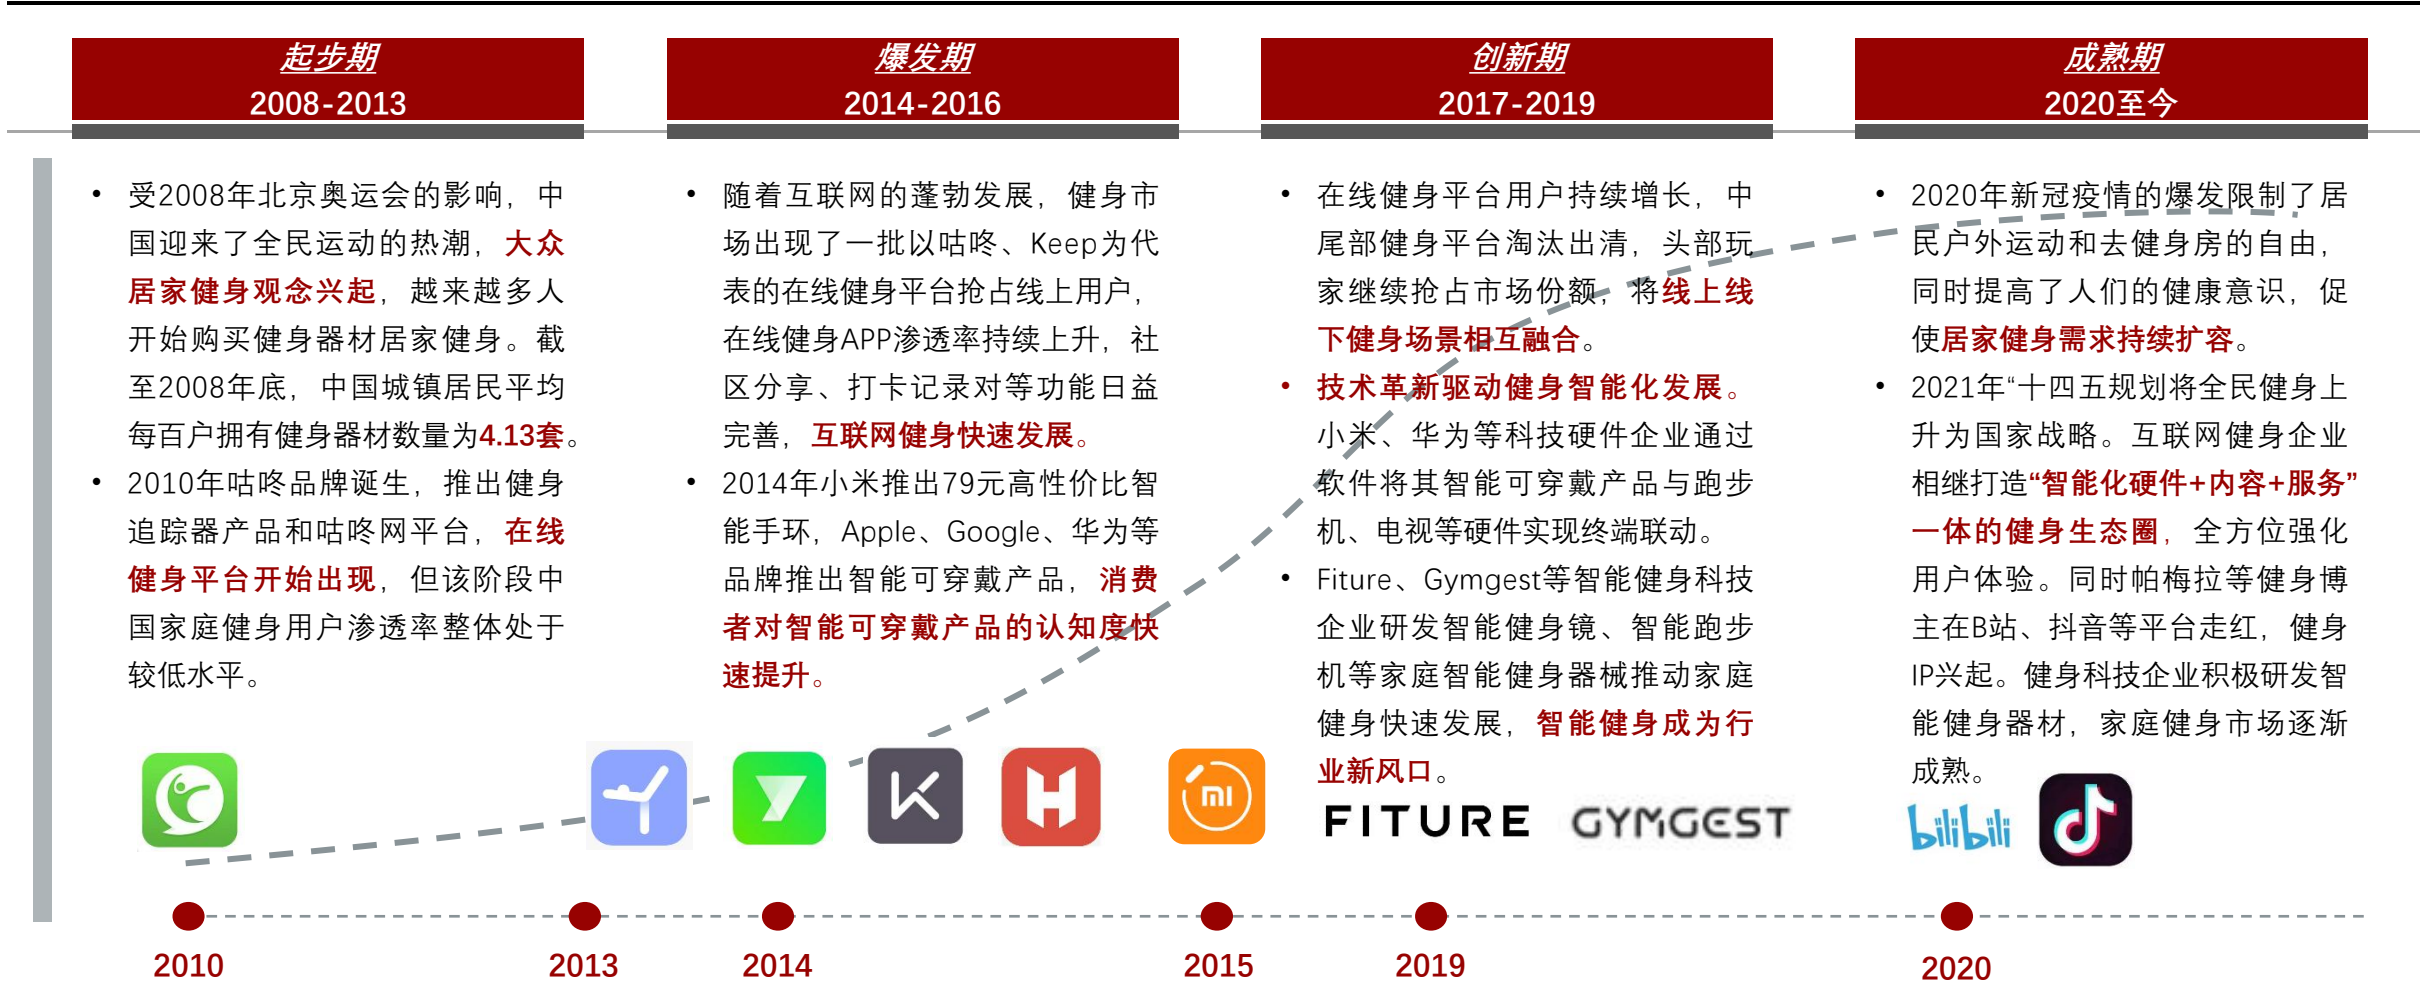 起步期
2008-2013
受2008年北京奥运会的影响，中
国迎来了全民运动的热潮，大众
居家健身观念兴起，越来越多人
开始购买健身器材居家健身。截
至2008年底，中国城镇居民平均
每百户拥有健身器材数量为4.13套。
2010年咕咚品牌诞生，推出健身
追踪器产品和咕咚网平台，在线
健身平台开始出现，但该阶段中
国家庭健身用户渗透率整体处于
较低水平。
爆发期
2014-2016
随着互联网的蓬勃发展，健身市
场出现了一批以咕咚、Keep为代
表的在线健身平台抢占线上用户，
在线健身APP渗透率持续上升，社
区分享、打卡记录对等功能日益
完善，互联网健身快速发展。
2014年小米推出79元高性价比智
能手环，Apple、Google、华为等
品牌推出智能可穿戴产品，消费
者对智能可穿戴产品的认知度快
速提升。
创新期
2017-2019
在线健身平台用户持续增长，中
尾部健身平台淘汰出清，头部玩
家继续抢占市场份额，将线上线
下健身场景相互融合。
技术革新驱动健身智能化发展。
小米、华为等科技硬件企业通过
软件将其智能可穿戴产品与跑步
机、电视等硬件实现终端联动。
Fiture、Gymgest等智能健身科技
企业研发智能健身镜、智能跑步
机等家庭智能健身器械推动家庭
健身快速发展，智能健身成为行
业新风口。
成熟期
2020至今
2020年新冠疫情的爆发限制了居
民户外运动和去健身房的自由，
同时提高了人们的健康意识，促
使居家健身需求持续扩容。
2021年“十四五规划将全民健身上
升为国家战略。互联网健身企业
相继打造“智能化硬件+内容+服务”
一体的健身生态圈，全方位强化
用户体验。同时帕梅拉等健身博
主在B站、抖音等平台走红，健身
IP兴起。健身科技企业积极研发智
能健身器材，家庭健身市场逐渐
成熟。
K
H
mi
FITURE
GYMGEST
bilibili
2010
2013
2014
2015
2019
2020